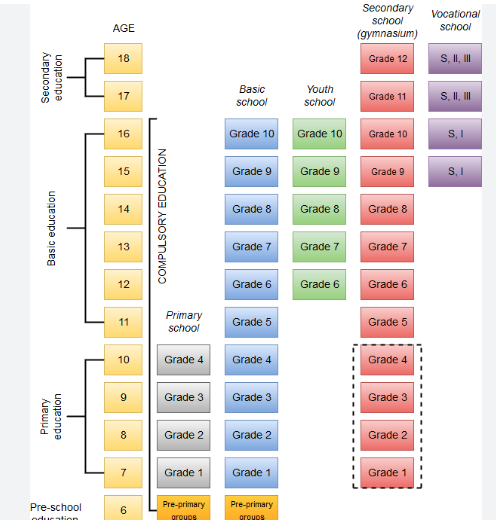 Secondary
school
(gymnasium)
Vocational
school
AGE
Secondary
education
18
Grade 12
S, II, III
17
Basic
school
Youth
school
Grade 11
S, II, III
16
Grade 10
Grade 10
Grade 10
S, I
15
Grade 9
Grade 9
Grade 9
S, I
Basic education
COMPULSORY EDUCATION
14
Grade 8
Grade 8
Grade 8
13
Grade 7
Grade 7
Grade 7
12
Grade 6
Grade 6
Grade 6
Primary
school
11
Grade 5
Grade 5
10
Grade 4
Grade 4
Grade 4
Primary
education
9
Grade 3
Grade 3
Grade 3
8
Grade 2
Grade 2
Grade 2
7
Grade 1
Grade 1
Grade 1
Pre-school
education
6
Pre-primary
groups
Pre-primary
groups